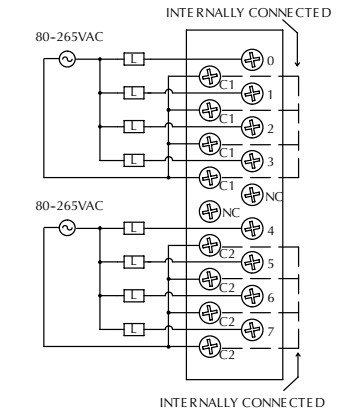 INTERNALLY CONNECTED
80-265VAC
L
0
C1
L
1
C1
L
2
C1
L
3
C1
NC
80-265VAC
NC
L
4
C2
L
5
C2
L
6
C2
L
7
C2
INTERNALLY CONNECTED